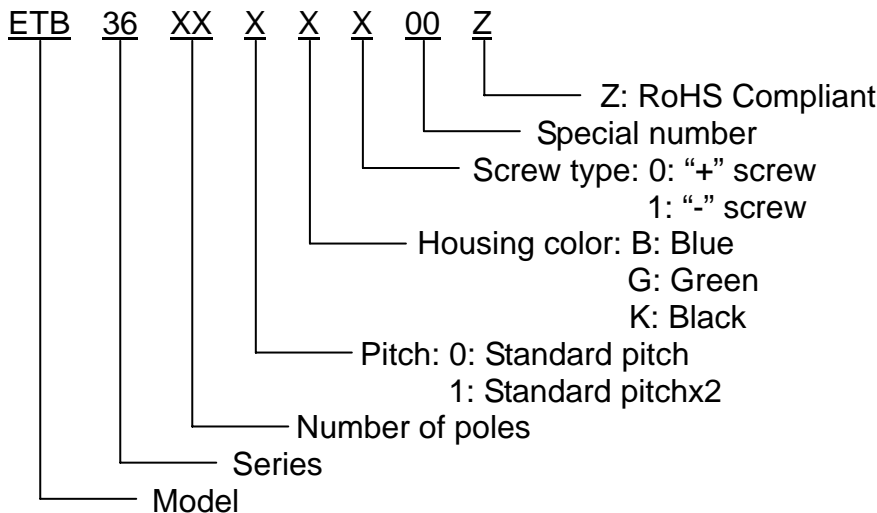 ETB 36 XX X X X 00 Z
Z: RoHS Compliant
Special number
Screw type: 0: “+” screw
1: “-” screw
Housing color: B: Blue
G: Green
K: Black
Pitch: 0: Standard pitch
1: Standard pitchx2
Number of poles
Series
Model